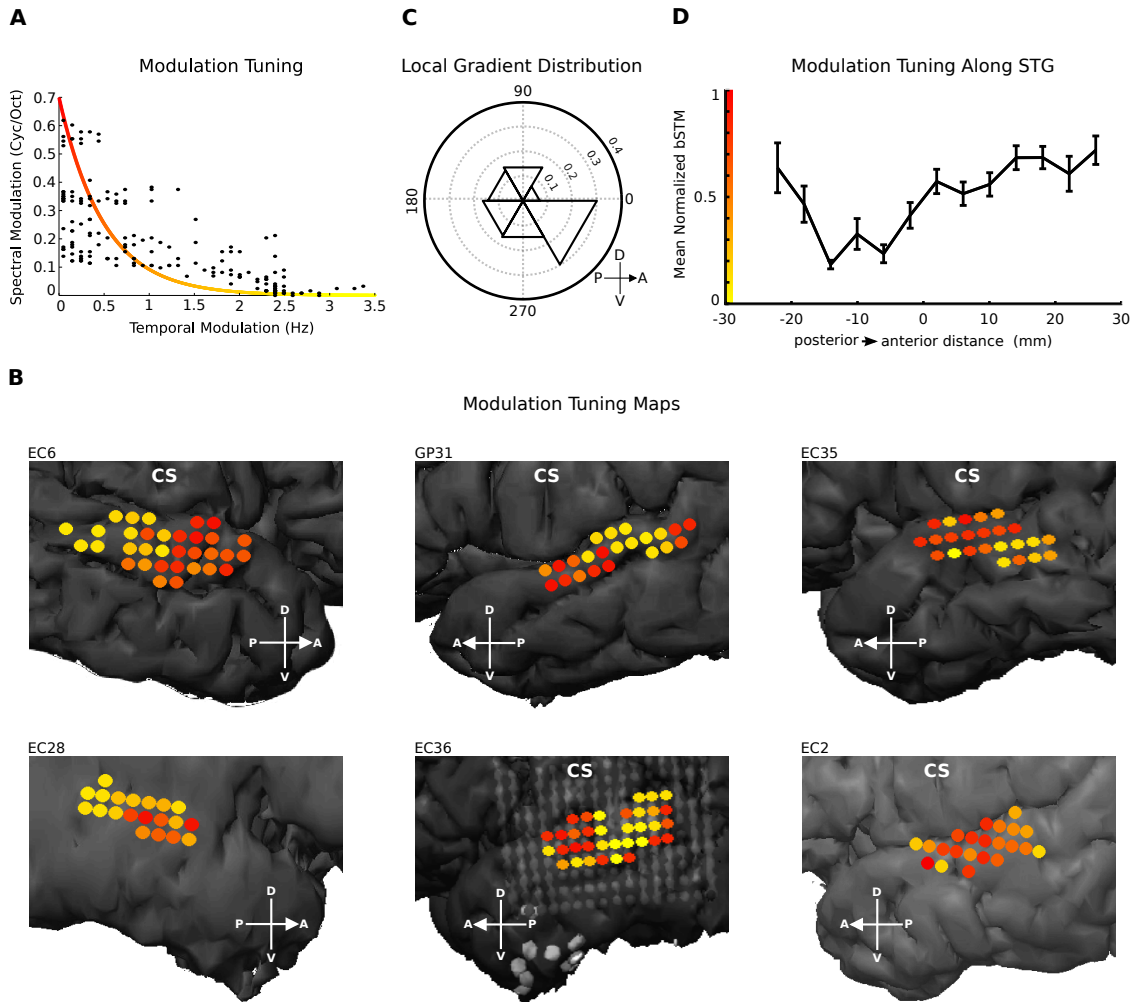 A
Modulation Tuning
Spectral Modulation (Cyc/Oct)
0.7
0.6
0.5
0.4
0.3
0.2
0.1
0
0
0.5
1
1.5
2
2.5
3
3.5
Temporal Modulation (Hz)
C
Local Gradient Distribution
90
180
0
270
0.1
0.2
0.3
0.4
D
P
A
V
D
Modulation Tuning Along STG
Mean Normalized bSTM
1
0.5
0
-30
-20
-10
0
10
20
30
posterior
anterior distance (mm)
B
Modulation Tuning Maps
EC6
CS
D
P
A
V
GP31
CS
D
A
P
V
EC35
CS
D
A
P
V
EC28
D
P
A
V
EC36
CS
D
A
P
V
EC2
CS
D
A
P
V